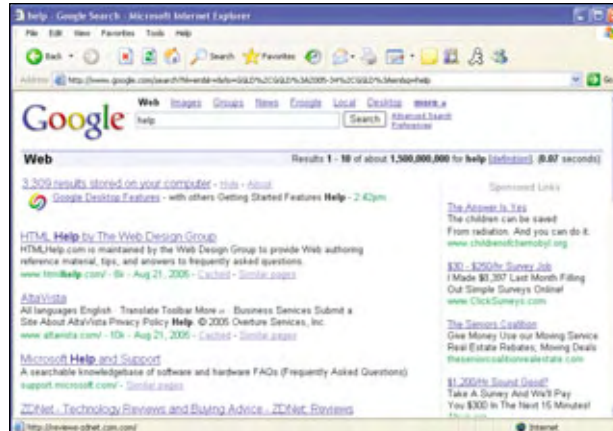 help - Google Search - Microsoft Internet Explorer
File Edit View Favorites Tools Help
Back Search Favorites
Address Go
Google
Web Images Groups News Froogle Local Desktop more »
help Search Advanced Search
Preferences
Web Results 1 - 10 of about 1,500,000,000 for help [definition]. (0.07 seconds)
3,309 results stored on your computer - Hide - About
Google Desktop Features - with others Getting Started Features Help - 2:42pm
HTML Help by The Web Design Group
HTMLHelp.com is maintained by the Web Design Group to provide Web authoring
reference material, tips, and answers to frequently asked questions.
www.htmlhelp.com/ - 8k - Aug 21, 2005 - Cached - Similar pages
AltaVista
All languages English · Translate Toolbar More » · Business Services Submit a
Site About AltaVista Privacy Policy Help. © 2005 Overture Services, Inc.
www.altavista.com/ - 10k - Aug 21, 2005 - Cached - Similar pages
Microsoft Help and Support
A searchable knowledgebase of software and hardware FAQs (Frequently Asked Questions)
support.microsoft.com/ - Similar pages
ZDNet - Technology Reviews and Buying Advice - ZDNet: Reviews
Sponsored Links
The Answer Is Yes
The children can be saved
From radiation. And you can do it.
www.childrenofchernobyl.org
$30 - $250/hr Survey Job
I Made $8,397 Last Month Filling
Out Simple Surveys Online!
www.ClickSurveys.com
The Seniors Coalition
Give Money Use our Moving Service
Real Estate Rebates; Moving Deals
theseniorscoalitionrealestate.com
$1,200/Hr Sound Good?
Take A Survey And We'll Pay
You $300 In The Next 15 Minutes!
http://reviews-zdnet.com.com/ Internet